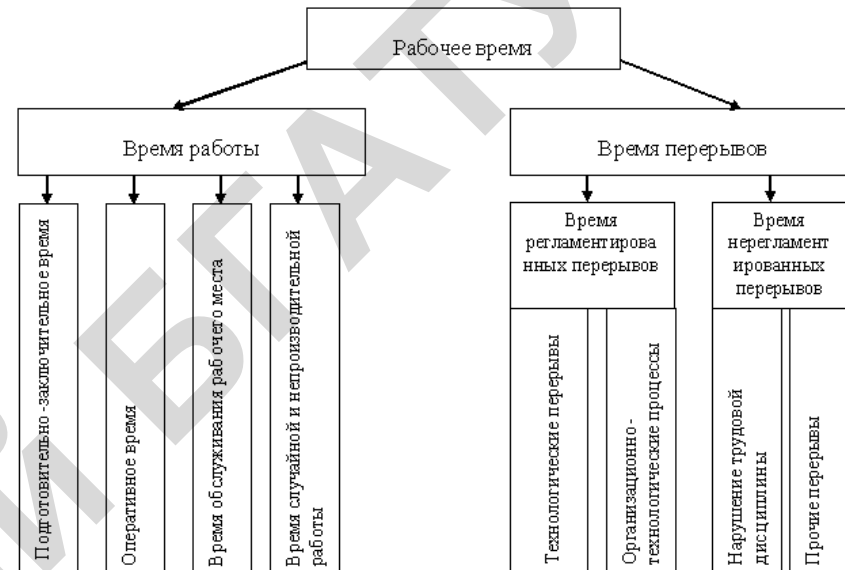 Рабочее время
Время работы
Время перерывов
Подготовительно -заключительное время
Оперативное время
Время обслуживания рабочего места
Время случайной и непроизводительной
работы
Время
регламентирова
нных перерывов
Технологические перерывы
Организационно-
технологические процессы
Время
нерегламент
ированных
перерывов
Нарушение трудовой
дисциплины
Прочие перерывы
Й БГАТУ